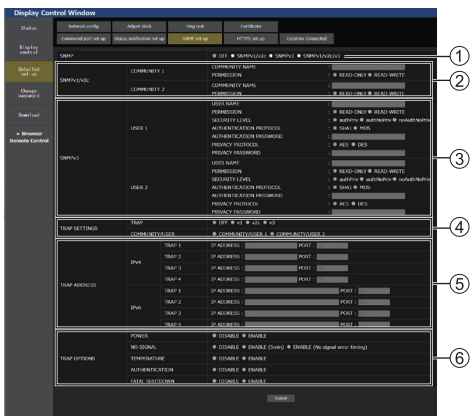 Display Control Window
Status
Display
control
Detailed
set up
Change
password
Download
» Browser
Remote Control
Network config
Adjust clock
Ping test
Certificate
Command port set up
Status notification set up
SNMP set up
HTTPS set up
Crestron Connected
SNMP : OFF SNMPv1/v2c SNMPv3 SNMPv1/v2c/v3
1
SNMPv1/v2c
COMMUNITY 1
COMMUNITY NAME :
PERMISSION : READ-ONLY READ-WRITE
COMMUNITY 2
COMMUNITY NAME :
PERMISSION : READ-ONLY READ-WRITE
2
SNMPv3
USER 1
USER NAME :
PERMISSION : READ-ONLY READ-WRITE
SECURITY LEVEL : authPriv authNoPriv noAuthNoPriv
AUTHENTICATION PROTOCOL : SHA1 MD5
AUTHENTICATION PASSWORD :
PRIVACY PROTOCOL : AES DES
PRIVACY PASSWORD :
USER 2
USER NAME :
PERMISSION : READ-ONLY READ-WRITE
SECURITY LEVEL : authPriv authNoPriv noAuthNoPriv
AUTHENTICATION PROTOCOL : SHA1 MD5
AUTHENTICATION PASSWORD :
PRIVACY PROTOCOL : AES DES
PRIVACY PASSWORD :
3
TRAP SETTINGS
TRAP : OFF v1 v2c v3
COMMUNITY/USER : COMMUNITY/USER 1 COMMUNITY/USER 2
4
TRAP ADDRESS
IPv4
TRAP 1 IP ADDRESS : PORT :
TRAP 2 IP ADDRESS : PORT :
TRAP 3 IP ADDRESS : PORT :
TRAP 4 IP ADDRESS : PORT :
IPv6
TRAP 1 IP ADDRESS : PORT :
TRAP 2 IP ADDRESS : PORT :
TRAP 3 IP ADDRESS : PORT :
TRAP 4 IP ADDRESS : PORT :
5
TRAP OPTIONS
POWER : DISABLE ENABLE
NO SIGNAL : DISABLE ENABLE (5min) ENABLE (No signal error timing)
TEMPERATURE : DISABLE ENABLE
AUTHENTICATION : DISABLE ENABLE
FATAL SHUTDOWN : DISABLE ENABLE
6
Submit